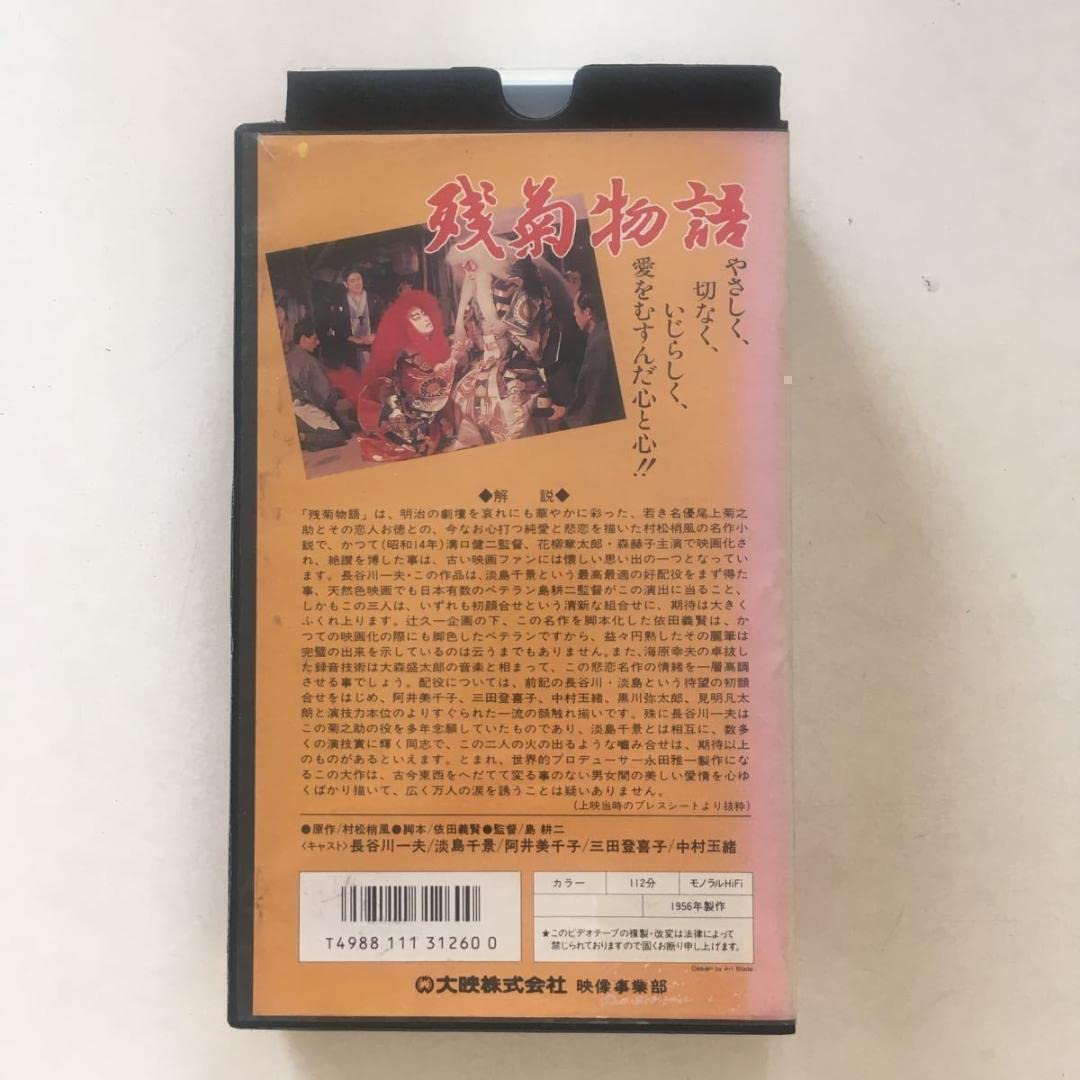 残菊物語
やさしく、
切なく、
いじらしく、
愛をむすんだ心と心!!
◆解 説◆
「残菊物語」は、明治の劇壇を哀れにも華やかに彩った、若き名優尾上菊之
助とその恋人お徳との、今なお心打つ純愛と悲恋を描いた村松梢風の名作小
説で、かつて(昭和14年)溝口健二監督、花柳章太郎・森赫子主演で映画化さ
れ、絶讃を博した事は、古い映画ファンには懐しい思い出の一つとなってい
ます。長谷川一夫・この作品は、淡島千景という最高最適の好配役をまず得た
事、天然色映画でも日本有数のベテラン島耕二監督がこの演出に当ること、
しかもこの三人は、いずれも初顔合せという清新な組合せに、期待は大きく
ふくれ上ります。辻久一企画の下、この名作を脚本化した依田義賢は、か
つての映画化の際にも脚色したベテランですから、益々円熟したその麗筆は
完璧の出来を示しているのは云うまでもありません。また、海原幸夫の卓抜し
た録音技術は大森盛太郎の音楽と相まって、この悲恋名作の情緒を一層高調
させる事でしょう。配役については、前記の長谷川・淡島という待望の初顔
合せをはじめ、阿井美千子、三田登喜子、中村玉緒、黒川弥太郎、見明凡太
朗と演技力本位のよりすぐられた一流の顔触れ揃いです。殊に長谷川一夫は
この菊之助の役を多年念願していたものであり、淡島千景とは相互に、数多
くの演技賞に輝く同志で、この二人の火の出るような嚙み合せは、期待以上
のものがあるといえます。とまれ、世界的プロデューサー永田雅一製作にな
るこの大作は、古今東西をへだてて変る事のない男女間の美しい愛情を心ゆ
くばかり描いて、広く万人の涙を誘うことは疑いありません。
(上映当時のプレスシートより抜粋)
●原作/村松梢風●脚本/依田義賢●監督/島 耕二
〈キャスト〉長谷川一夫/淡島千景/阿井美千子/三田登喜子/中村玉緒
T4988 111 31260 0
カラー 112分 モノラルHiFi
1956年製作
★このビデオテープの複製・改変は法律によって
禁じられておりますので固くお断り申し上げます。
Design by Art Blade
大映株式会社 映像事業部